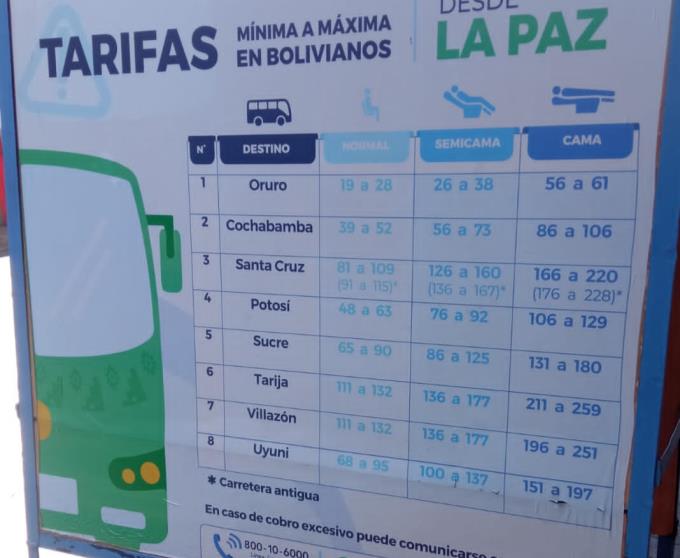 TARIFAS
MÍNIMA A MÁXIMA
EN BOLIVIANOS
DESDE
LA PAZ
N° DESTINO NORMAL SEMICAMA CAMA
1 Oruro 19 a 28 26 a 38 56 a 61
2 Cochabamba 39 a 52 56 a 73 86 a 106
3 Santa Cruz 81 a 109 126 a 160 166 a 220
(91 a 115)* (136 a 167)* (176 a 228)*
4 Potosí 48 a 63 76 a 92 106 a 129
5 Sucre 65 a 90 86 a 125 131 a 180
6 Tarija 111 a 132 136 a 177 211 a 259
7 Villazón 111 a 132 136 a 177 196 a 251
8 Uyuni 68 a 95 100 a 137 151 a 197
* Carretera antigua
En caso de cobro excesivo puede comunicarse
800-10-6000